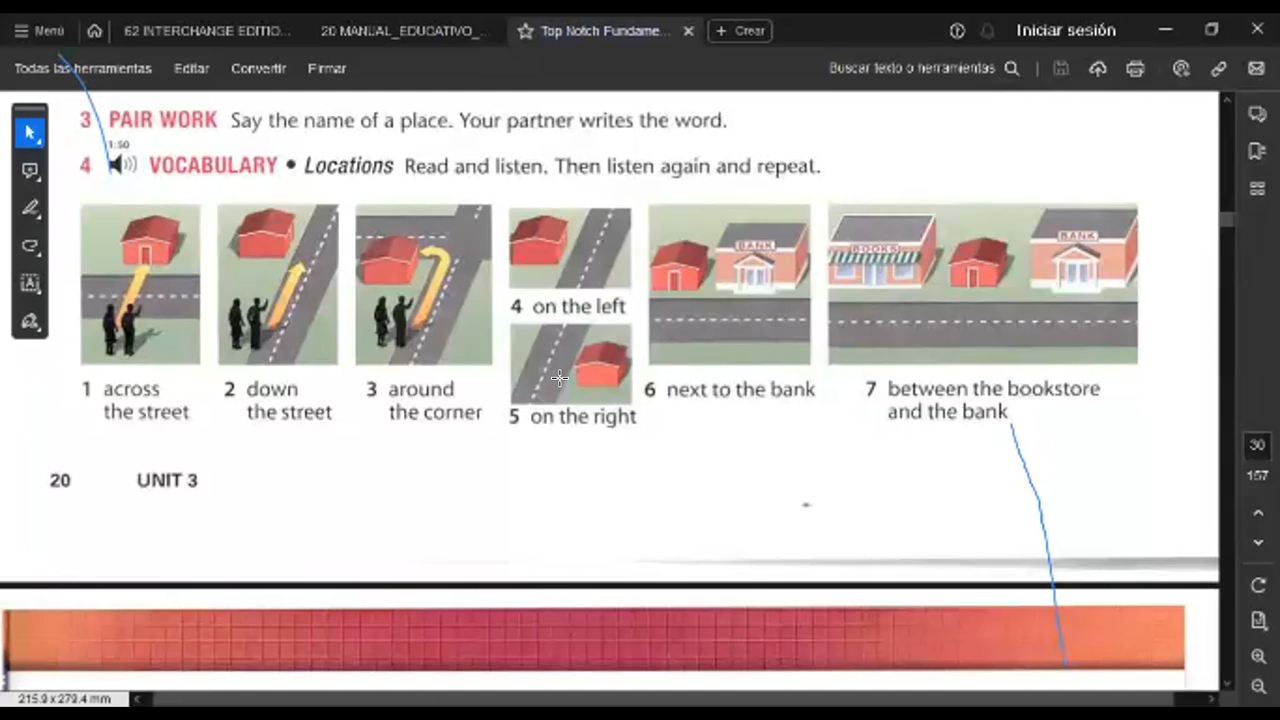 Menú
62 INTERCHANGE EDITIO...
20 MANUAL_EDUCATIVO_...
Top Notch Fundame...
Crear
Iniciar sesión
Todas las herramientas
Editar
Convertir
Firmar
Buscar texto o herramientas
3 PAIR WORK Say the name of a place. Your partner writes the word.
1:50
4 VOCABULARY • Locations Read and listen. Then listen again and repeat.
BANK
BOOKS
BANK
4 on the left
1 across
the street
2 down
the street
3 around
the corner
5 on the right
6 next to the bank
7 between the bookstore
and the bank
20 UNIT 3
30
157
215.9 x 279.4 mm